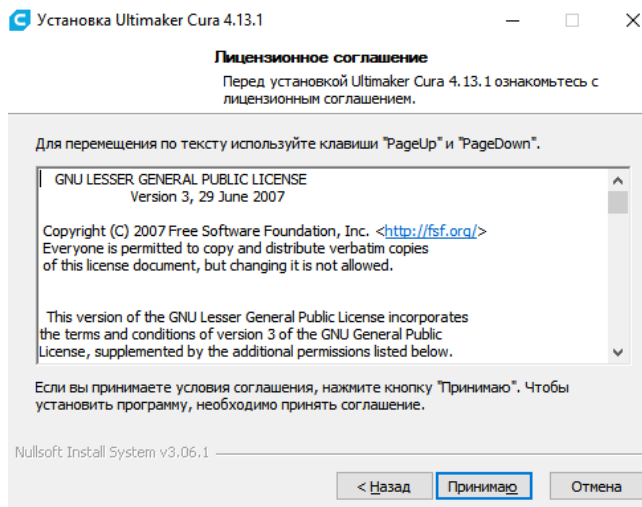 Установка Ultimaker Cura 4.13.1
Лицензионное соглашение
Перед установкой Ultimaker Cura 4.13.1 ознакомьтесь с
лицензионным соглашением.
Для перемещения по тексту используйте клавиши "PageUp" и "PageDown".
GNU LESSER GENERAL PUBLIC LICENSE
Version 3, 29 June 2007
Copyright (C) 2007 Free Software Foundation, Inc. <http://fsf.org/>
Everyone is permitted to copy and distribute verbatim copies
of this license document, but changing it is not allowed.
This version of the GNU Lesser General Public License incorporates
the terms and conditions of version 3 of the GNU General Public
License, supplemented by the additional permissions listed below.
Если вы принимаете условия соглашения, нажмите кнопку "Принимаю". Чтобы
установить программу, необходимо принять соглашение.
Nullsoft Install System v3.06.1
< Назад Принимаю Отмена